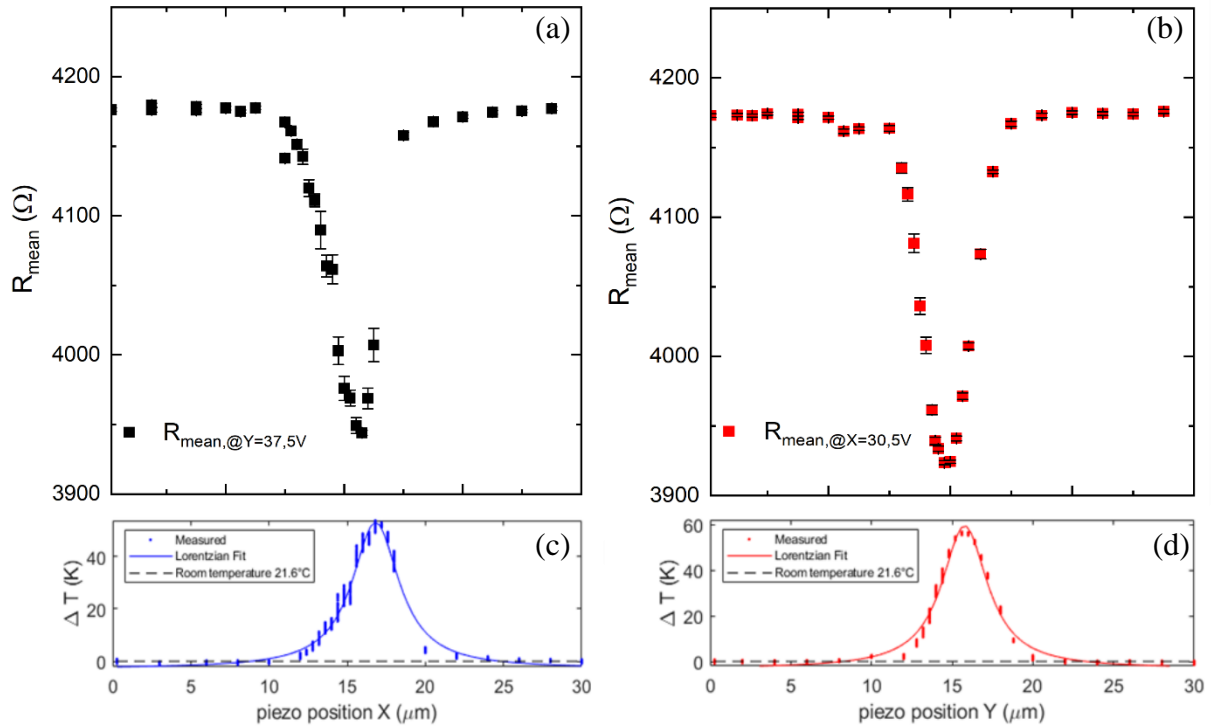 (a)
4200
4100
4000
3900
R_mean (Ω)
R_mean,@Y=37,5V
(b)
4200
4100
4000
3900
R_mean (Ω)
R_mean,@X=30,5V
(c)
Measured
Lorentzian Fit
Room temperature 21.6°C
40
20
0
Δ T (K)
0 5 10 15 20 25 30
piezo position X (μm)
(d)
Measured
Lorentzian Fit
Room temperature 21.6°C
60
40
20
0
Δ T (K)
0 5 10 15 20 25 30
piezo position Y (μm)